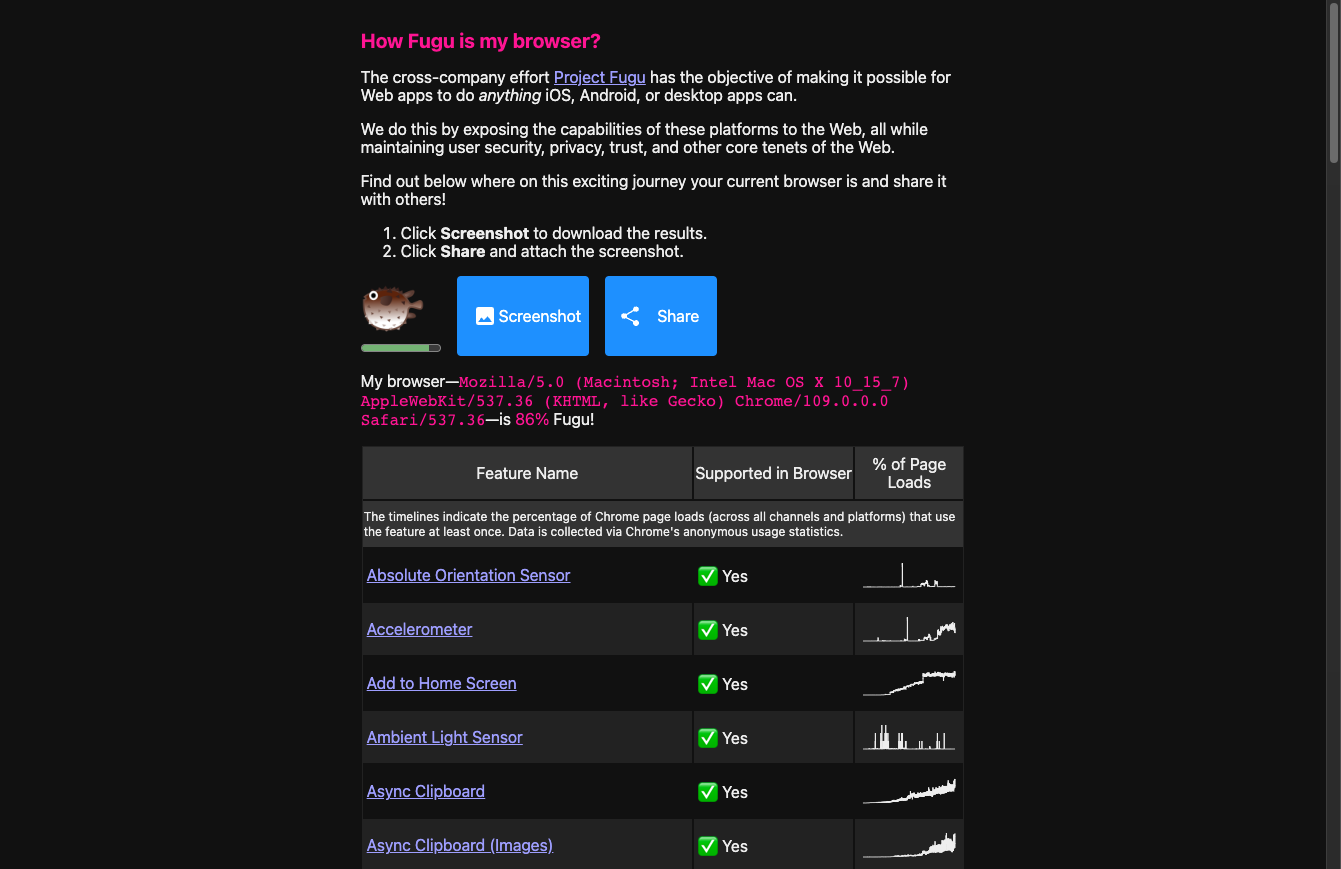 How Fugu is my browser?
The cross-company effort Project Fugu has the objective of making it possible for
Web apps to do anything iOS, Android, or desktop apps can.
We do this by exposing the capabilities of these platforms to the Web, all while
maintaining user security, privacy, trust, and other core tenets of the Web.
Find out below where on this exciting journey your current browser is and share it
with others!
1. Click Screenshot to download the results.
2. Click Share and attach the screenshot.
Screenshot
Share
My browser—Mozilla/5.0 (Macintosh; Intel Mac OS X 10_15_7)
AppleWebKit/537.36 (KHTML, like Gecko) Chrome/109.0.0.0
Safari/537.36—is 86% Fugu!
Feature Name
Supported in Browser
% of Page
Loads
The timelines indicate the percentage of Chrome page loads (across all channels and platforms) that use
the feature at least once. Data is collected via Chrome's anonymous usage statistics.
Absolute Orientation Sensor
✅ Yes
Accelerometer
✅ Yes
Add to Home Screen
✅ Yes
Ambient Light Sensor
✅ Yes
Async Clipboard
✅ Yes
Async Clipboard (Images)
✅ Yes